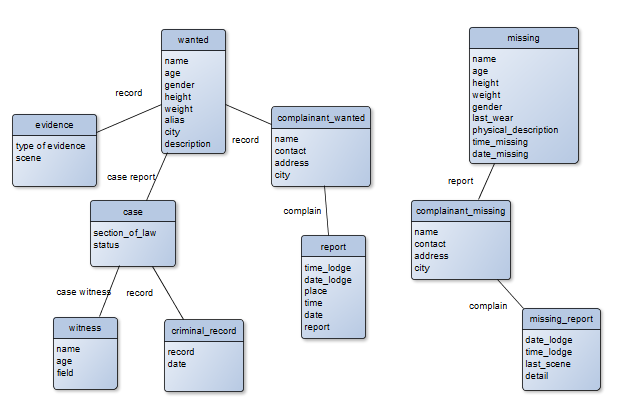 wanted
name
age
gender
height
weight
alias
city
description
record
evidence
type of evidence
scene
record
complainant_wanted
name
contact
address
city
case report
case
section_of_law
status
complain
report
time_lodge
date_lodge
place
time
date
report
case witness
record
witness
name
age
field
criminal_record
record
date
missing
name
age
height
weight
gender
last_wear
physical_description
time_missing
date_missing
report
complainant_missing
name
contact
address
city
complain
missing_report
date_lodge
time_lodge
last_scene
detail